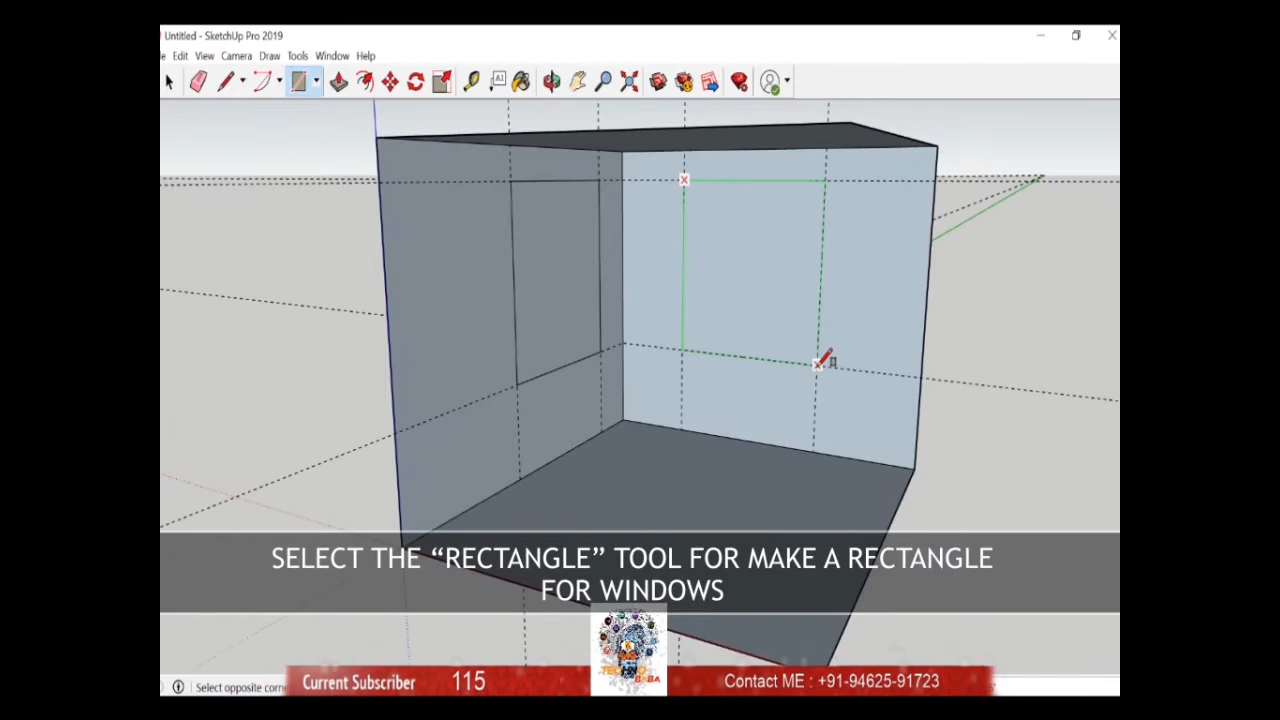 Untitled - SketchUp Pro 2019
Edit View Camera Draw Tools Window Help
A1
SELECT THE “RECTANGLE” TOOL FOR MAKE A RECTANGLE
FOR WINDOWS
Current Subscriber 115
Contact ME : +91-94625-91723
Select opposite